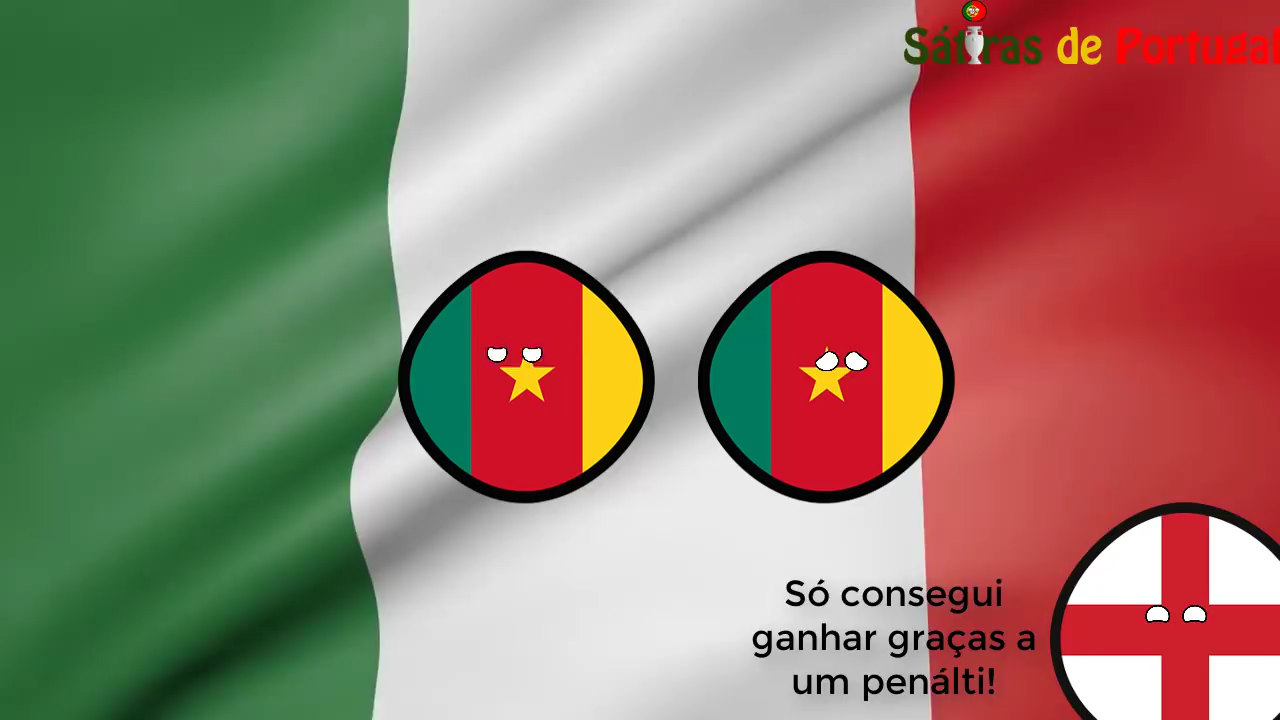 Sátiras de Portugal
Só consegui
ganhar graças a
um penálti!